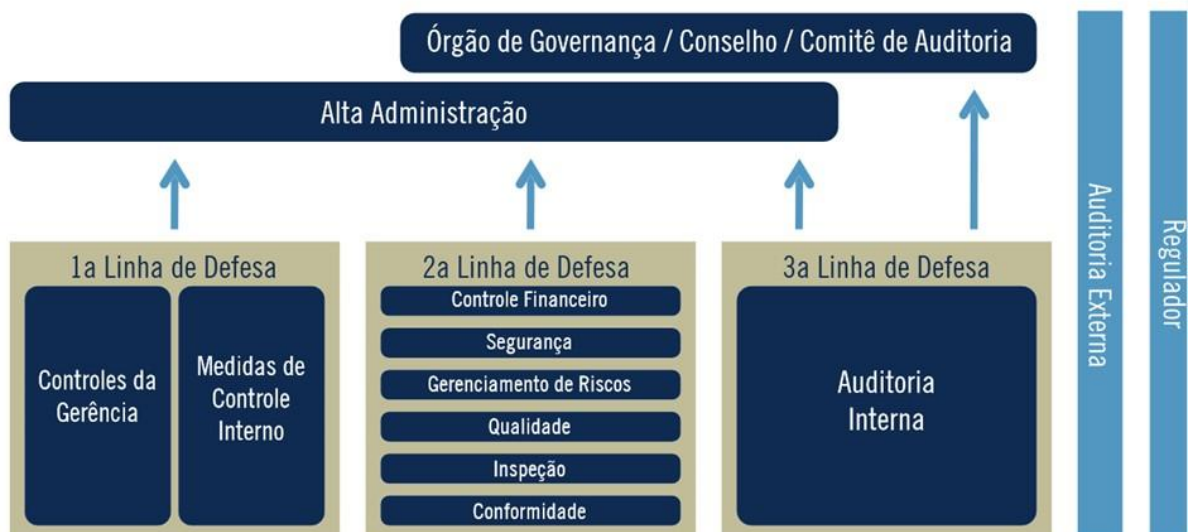 Órgão de Governança / Conselho / Comitê de Auditoria
Alta Administração
1a Linha de Defesa
Controles da
Gerência
Medidas de
Controle
Interno
2a Linha de Defesa
Controle Financeiro
Segurança
Gerenciamento de Riscos
Qualidade
Inspeção
Conformidade
3a Linha de Defesa
Auditoria
Interna
Auditoria Externa
Regulador